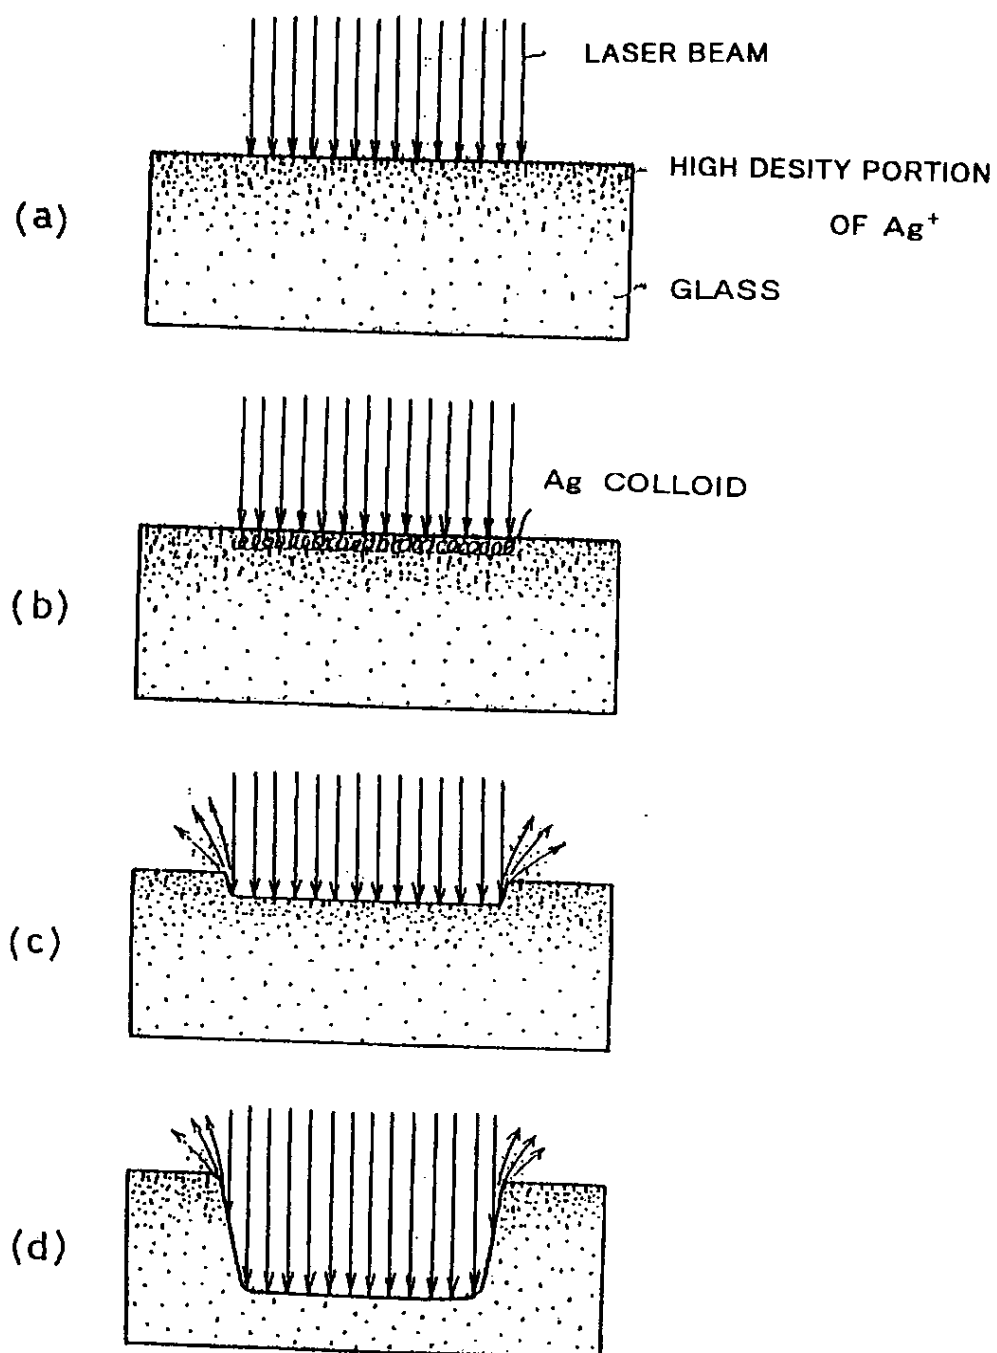 LASER BEAM
HIGH DESITY PORTION
OF Ag⁺
(a)
GLASS
Ag COLLOID
(b)
(c)
(d)